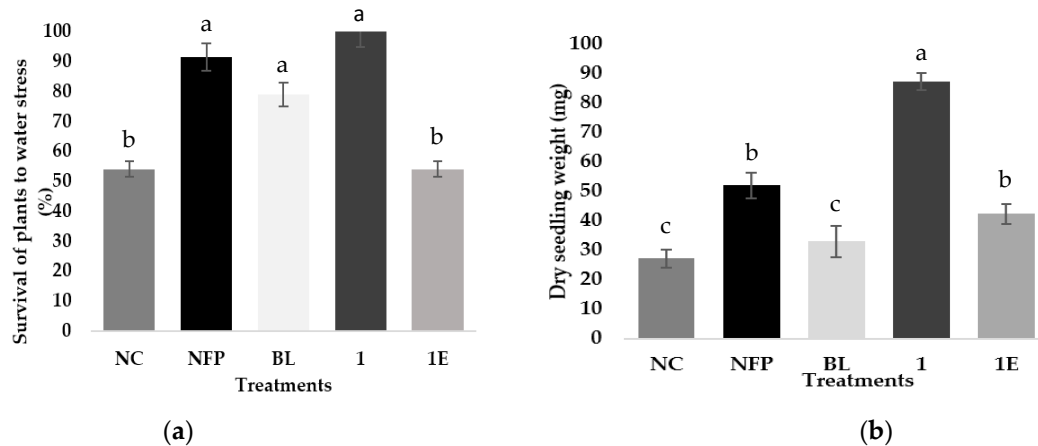 Survival of plants to water stress
(%)
100
90
80
70
60
50
40
30
20
10
0
b
a
a
a
b
NC NFP BL 1 1E
Treatments
(a)
Dry seedling weight (mg)
100
90
80
70
60
50
40
30
20
10
0
c
b
c
a
b
NC NFP BL 1 1E
Treatments
(b)